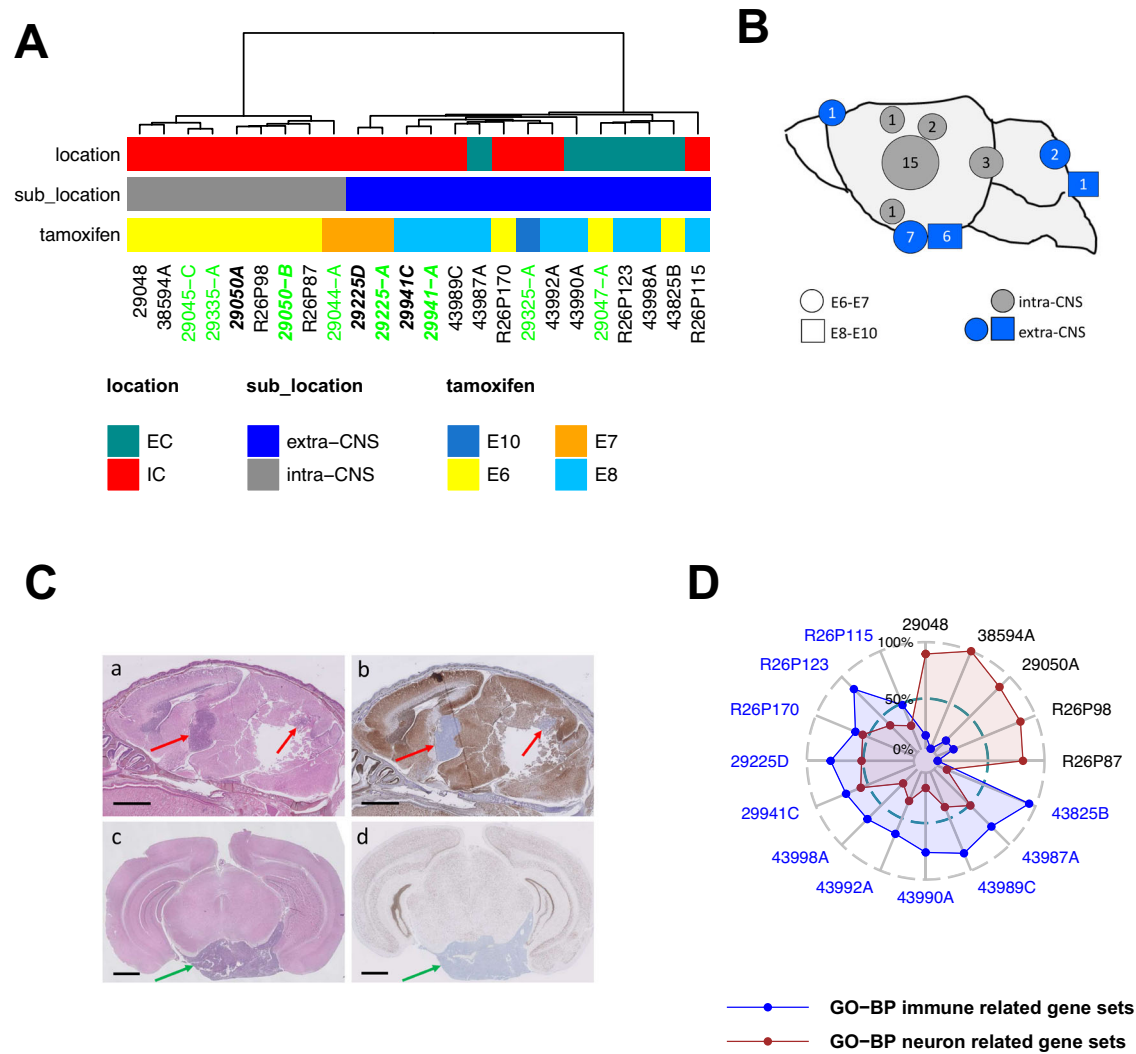 A
location
sub_location
tamoxifen
29048
38594A
29045-C
29335-A
29050A
R26P98
29050-B
R26P87
29044-A
29225D
29225-A
29941C
29941-A
43989C
43987A
R26P170
29325-A
43992A
43990A
29047-A
R26P123
43998A
43825B
R26P115
location
sub_location
tamoxifen
EC
extra−CNS
E10
E7
IC
intra−CNS
E6
E8
B
1
1
2
15
3
2
1
1
7
6
E6-E7
intra-CNS
E8-E10
extra-CNS
C
a
b
c
d
D
29048
R26P115
100%
38594A
R26P123
29050A
R26P170
50%
R26P98
29225D
0%
R26P87
29941C
43825B
43998A
43987A
43992A
43989C
43990A
GO−BP immune related gene sets
GO−BP neuron related gene sets